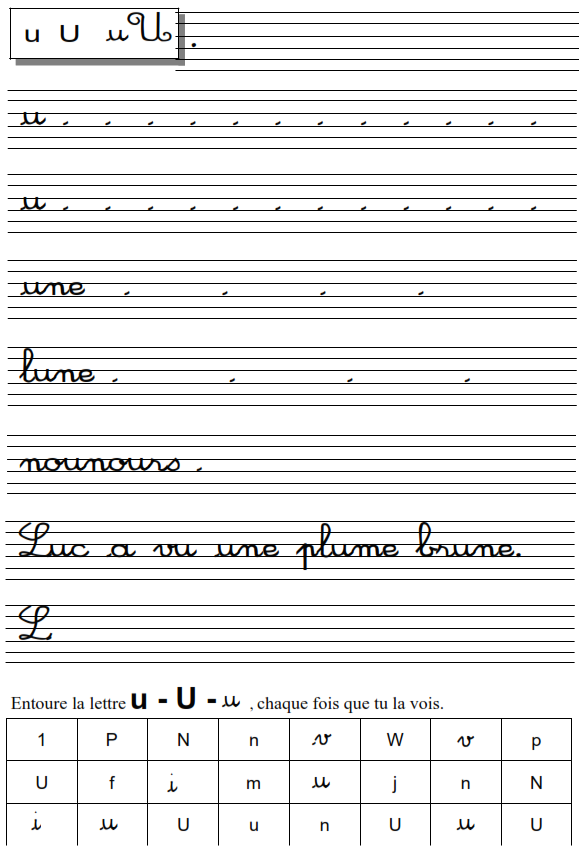 u U u U .
u
u
une
lune
nounours
Luc a vu une plume brune.
L
Entoure la lettre u - U - u , chaque fois que tu la vois.
1 P N n v W v p
U f i m u j n N
i u U u n U u U